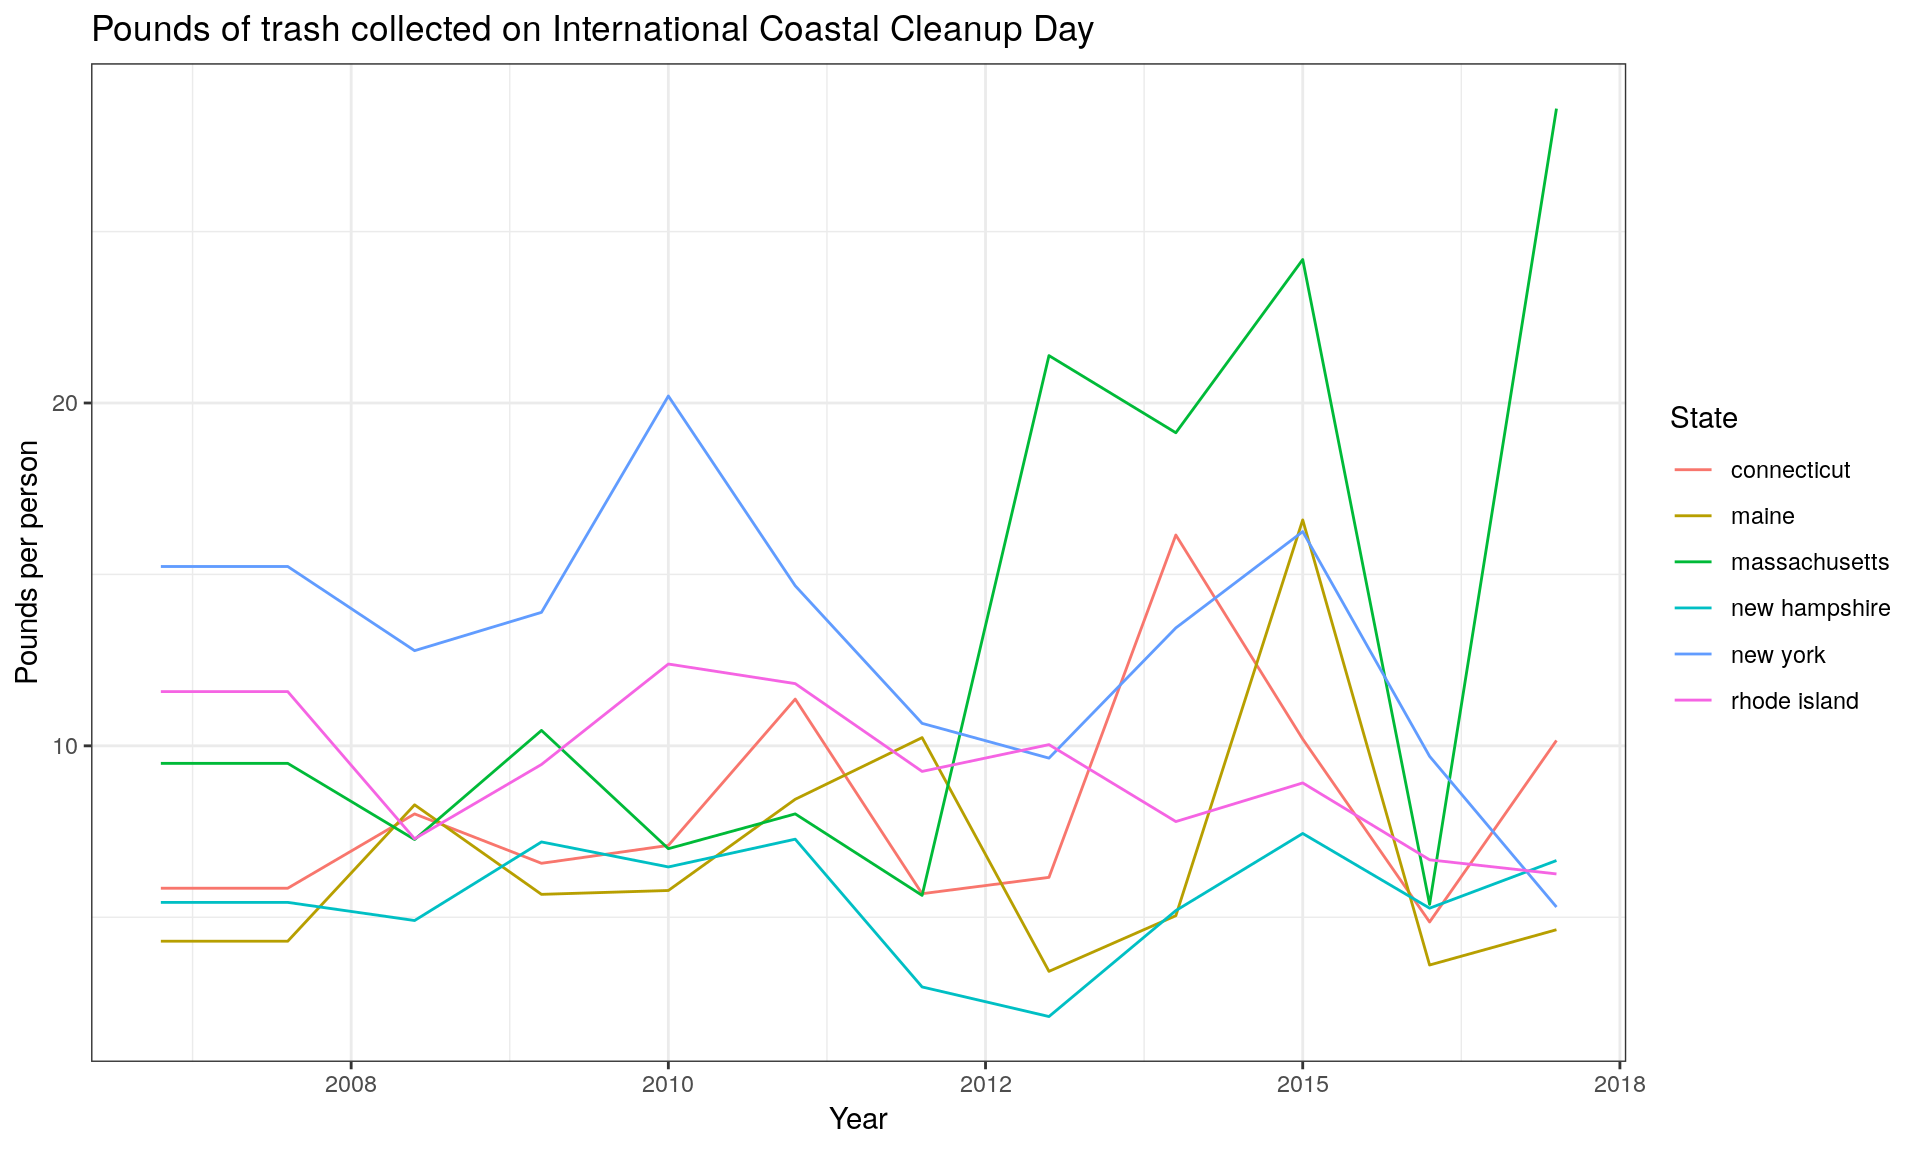 Pounds of trash collected on International Coastal Cleanup Day
20
10
Pounds per person
2008
2010
2012
2015
2018
Year
State
connecticut
maine
massachusetts
new hampshire
new york
rhode island